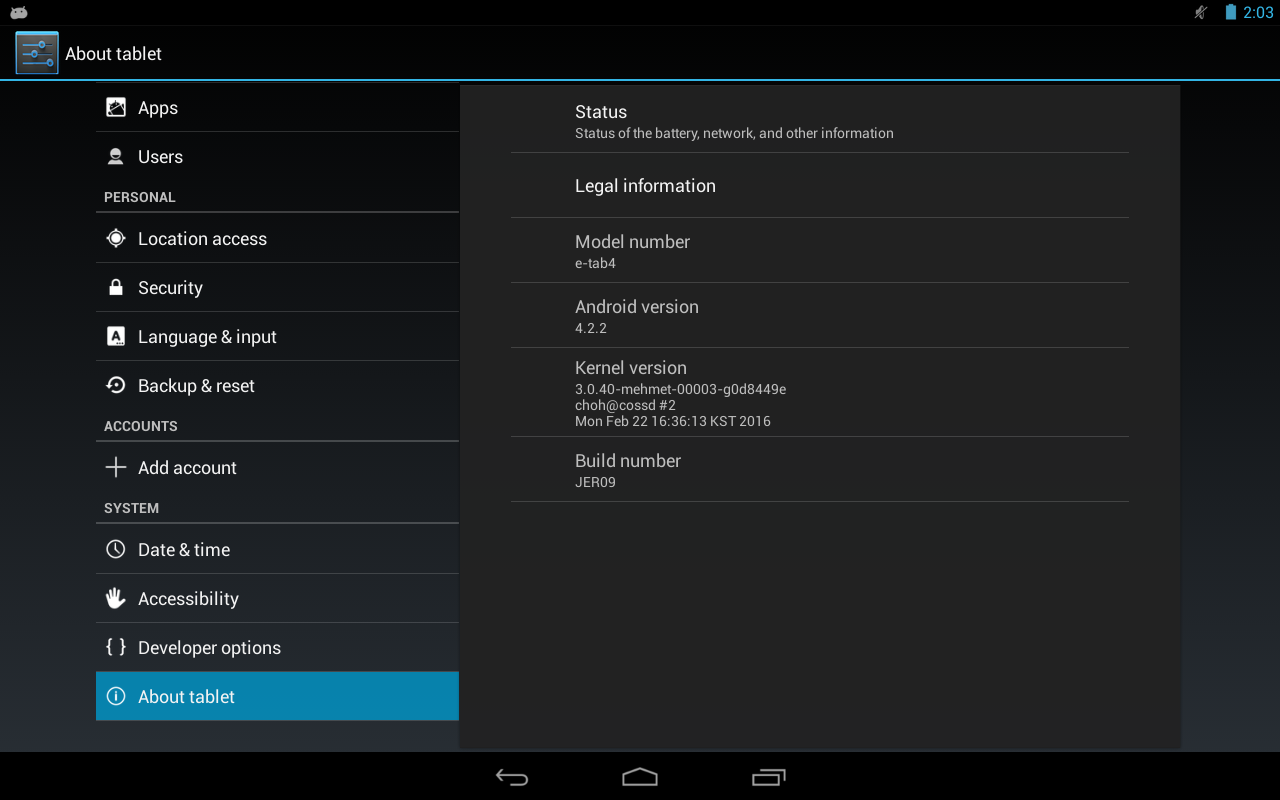 2:03
About tablet
Apps
Users
PERSONAL
Location access
Security
Language & input
Backup & reset
ACCOUNTS
Add account
SYSTEM
Date & time
Accessibility
Developer options
About tablet
Status
Status of the battery, network, and other information
Legal information
Model number
e-tab4
Android version
4.2.2
Kernel version
3.0.40-mehmet-00003-g0d8449e
choh@cossd #2
Mon Feb 22 16:36:13 KST 2016
Build number
JER09